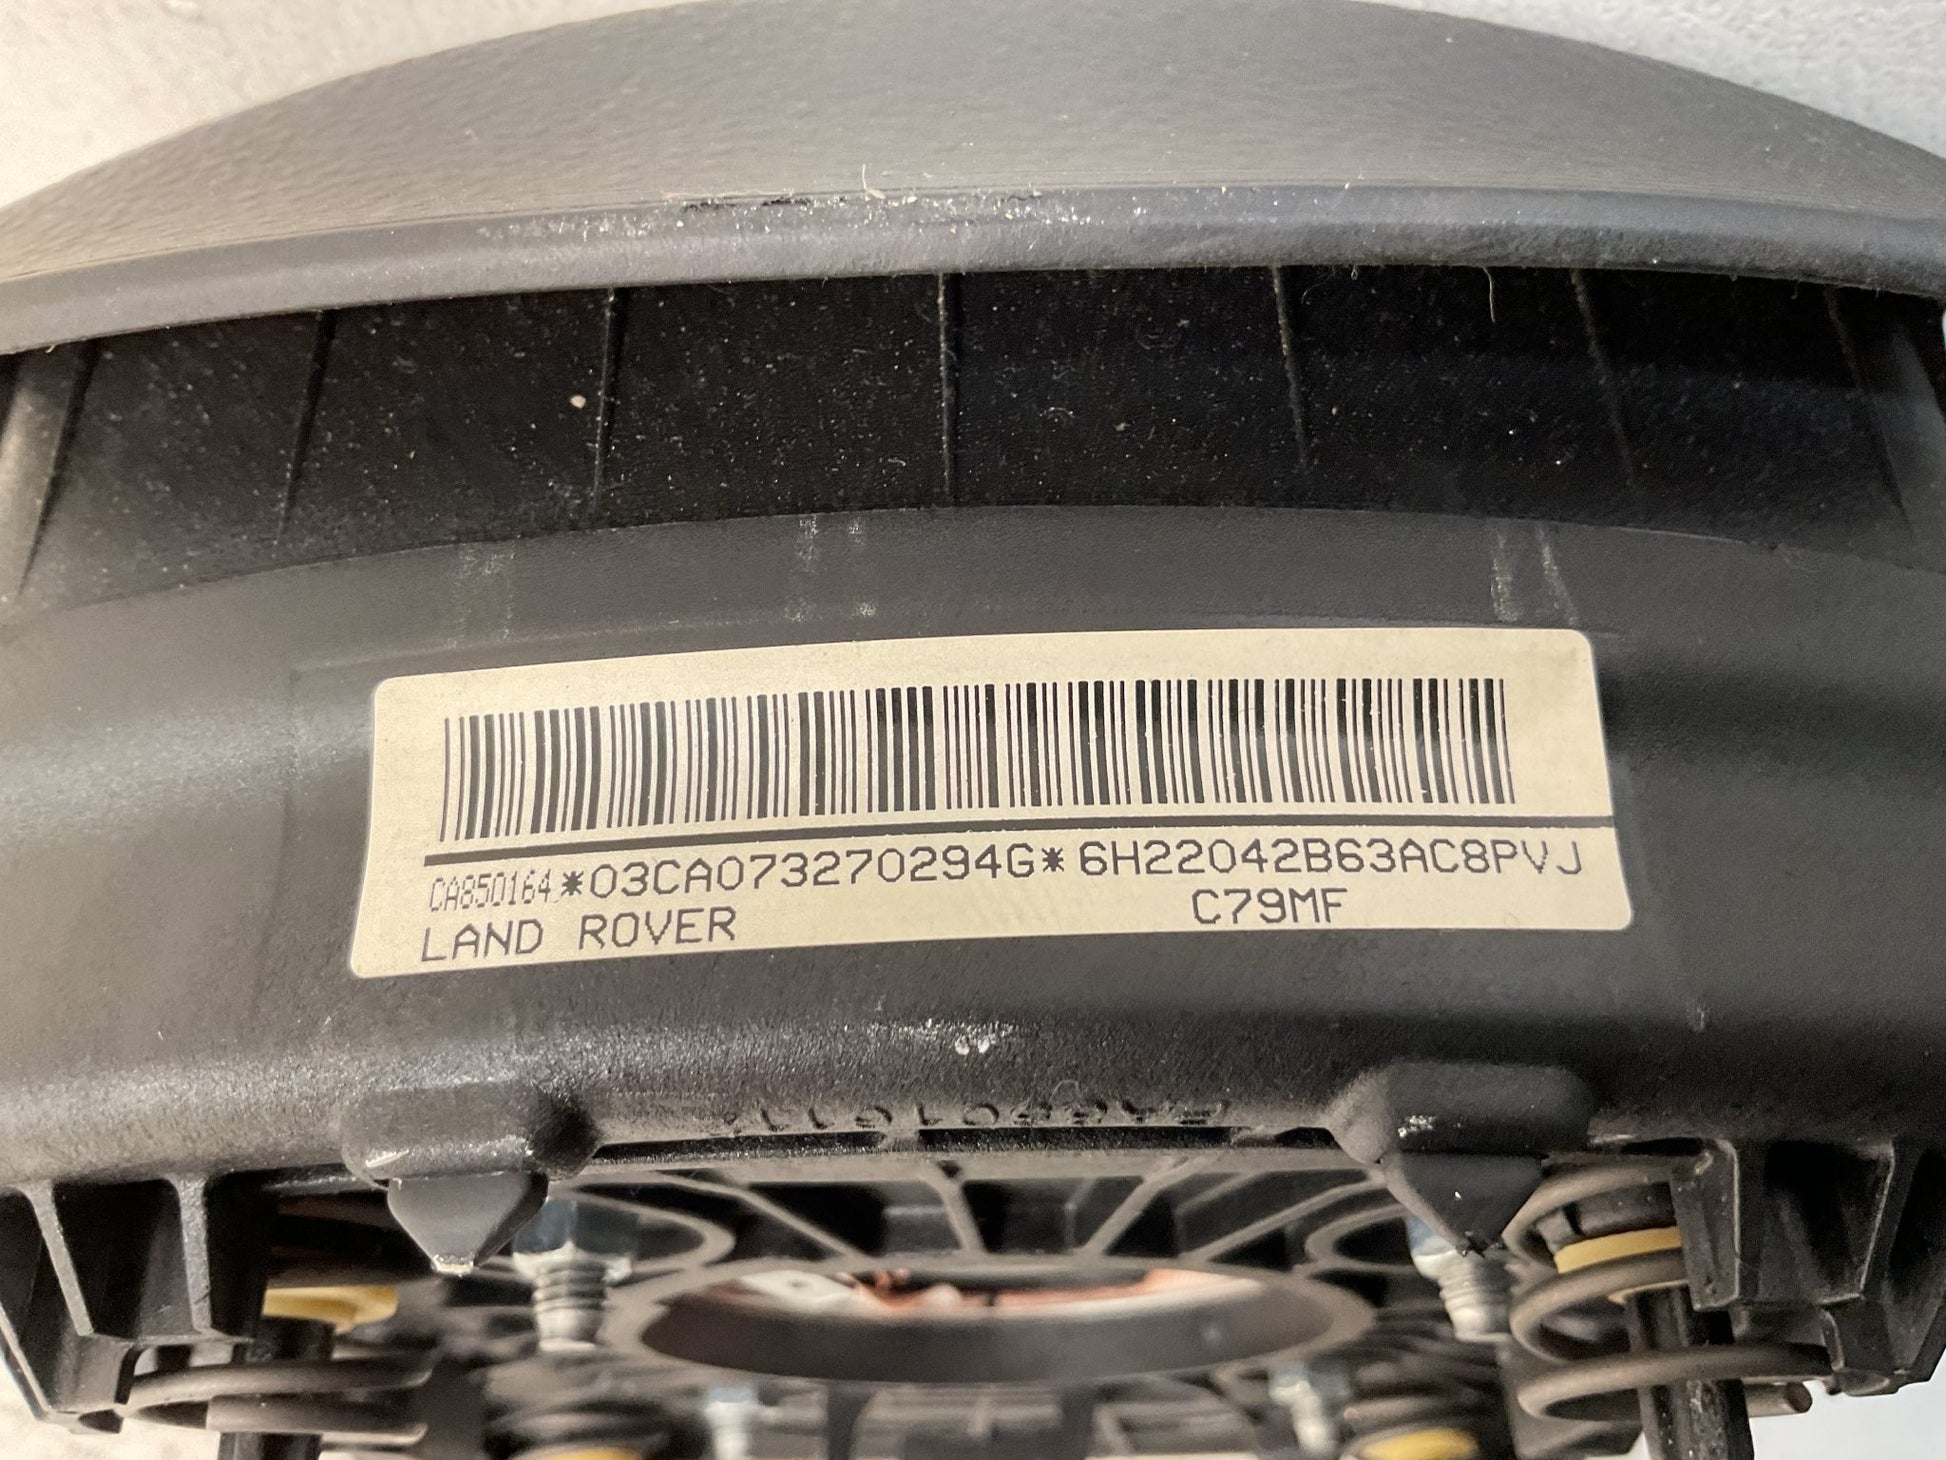 CA850164*03CA073270294G*6H22042B63AC8PVJ
LAND ROVER C79MF